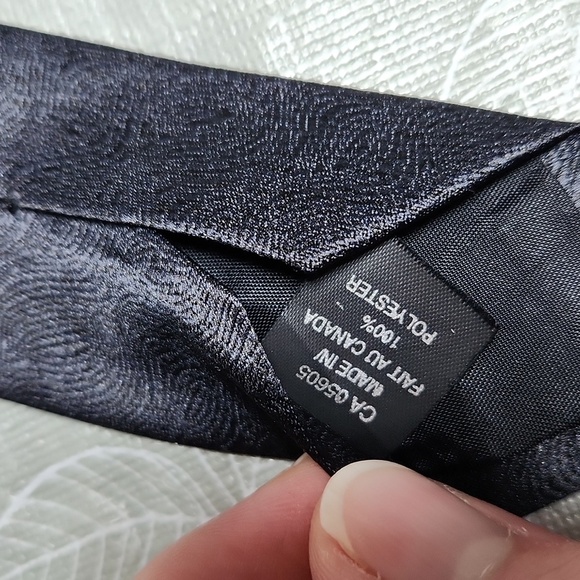 CA 05605
MADE IN
FAIT AU CANADA
100%
POLYESTER